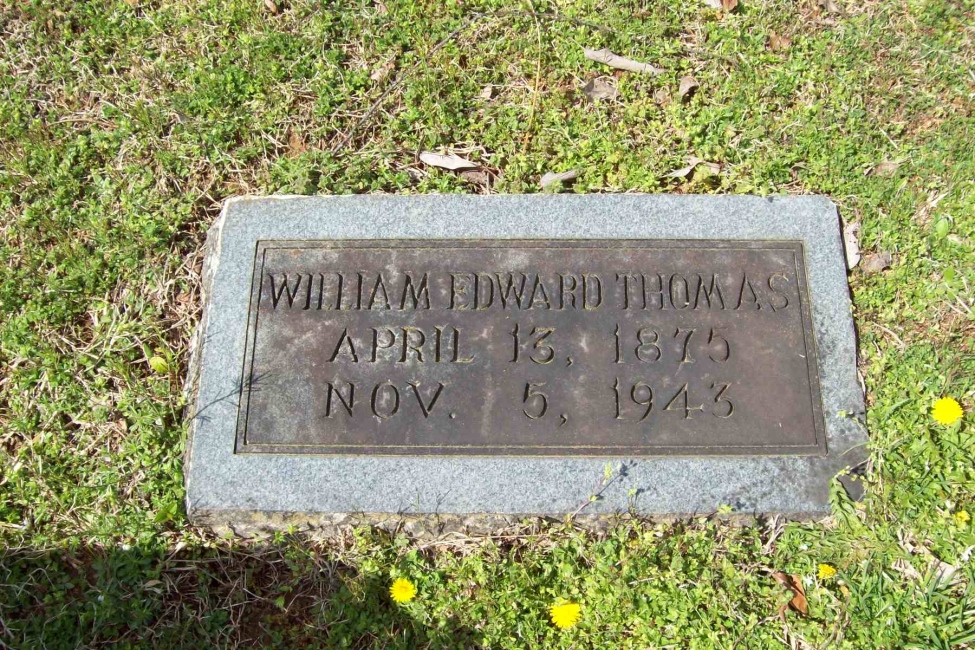 WILLIAM EDWARD THOMAS
APRIL 13, 1875
NOV. 5, 1943